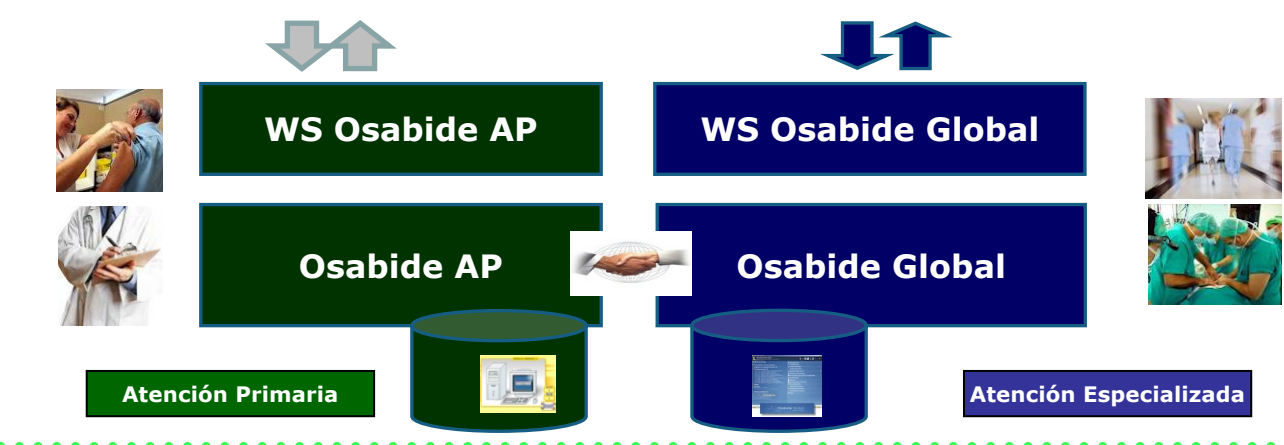 WS Osabide AP
WS Osabide Global
Osabide AP
Osabide Global
Atención Primaria
Atención Especializada